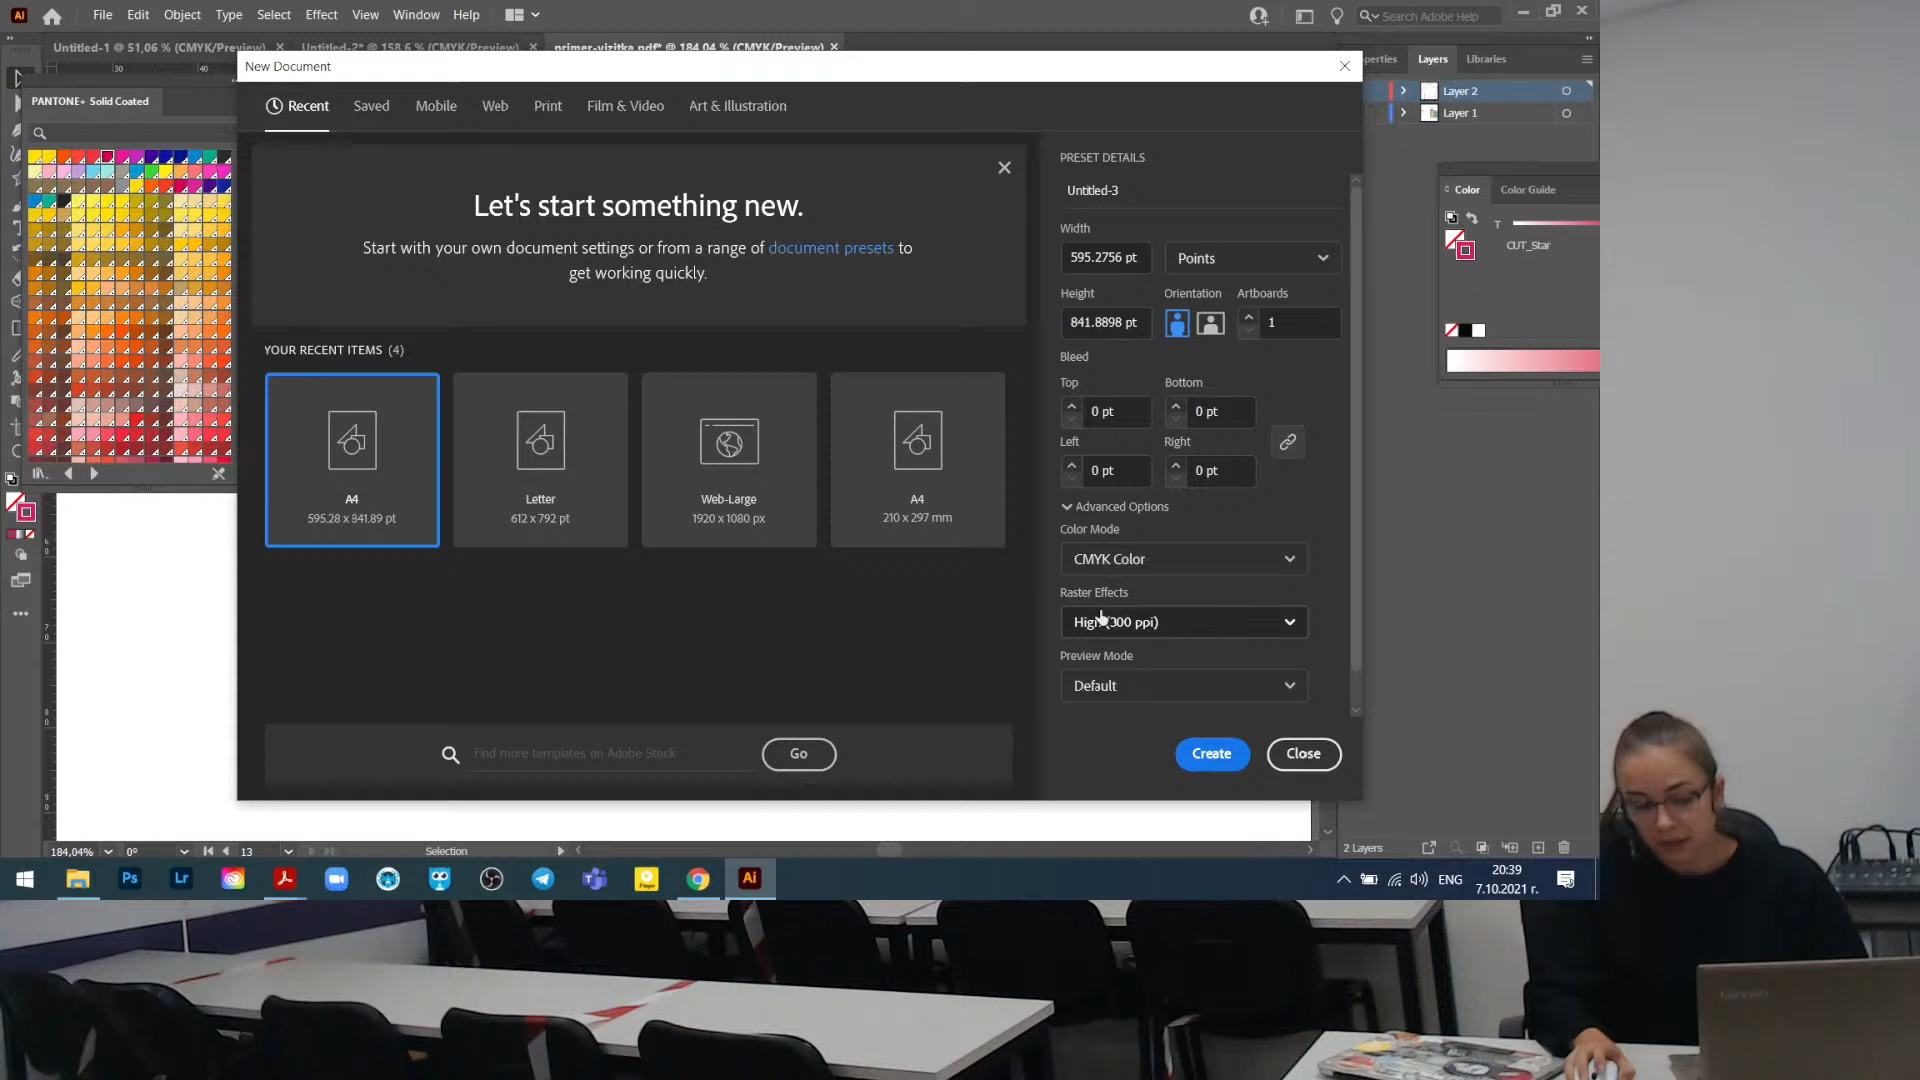 Ai File Edit Object Type Select Effect View Window Help Search Adobe Help
Untitled-1 @ 51,06 % (CMYK/Preview) Untitled-2* @ 158,6 % (CMYK/Preview) primer-vizitka.pdf* @ 184,04 % (CMYK/Preview)
30 40
New Document
PANTONE+ Solid Coated
Recent Saved Mobile Web Print Film & Video Art & Illustration
Let's start something new.
Start with your own document settings or from a range of document presets to
get working quickly.
YOUR RECENT ITEMS (4)
A4
595.28 x 841.89 pt
Letter
612 x 792 pt
Web-Large
1920 x 1080 px
A4
210 x 297 mm
Find more templates on Adobe Stock
Go
PRESET DETAILS
Untitled-3
Width
595.2756 pt Points
Height Orientation Artboards
841.8898 pt 1
Bleed
Top Bottom
0 pt 0 pt
Left Right
0 pt 0 pt
Advanced Options
Color Mode
CMYK Color
Raster Effects
High (300 ppi)
Preview Mode
Default
Create Close
Layers Libraries
Layer 2
Layer 1
Color Color Guide
T
CUT_Star
184,04% 0° 13 Selection
2 Layers
Ps Lr Ai
ENG
20:39
7.10.2021 г.
Lenovo